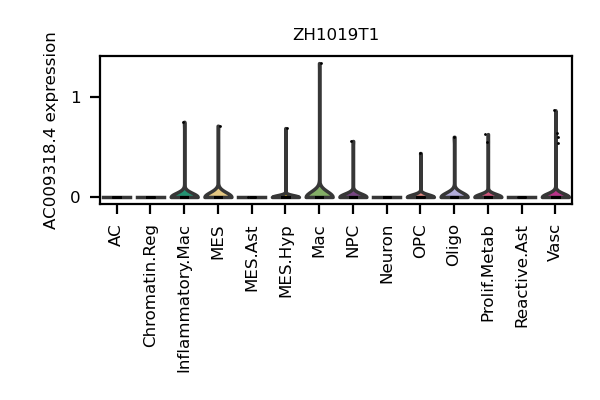 ZH1019T1
AC009318.4 expression
1
0
AC
Chromatin.Reg
Inflammatory.Mac
MES
MES.Ast
MES.Hyp
Mac
NPC
Neuron
OPC
Oligo
Prolif.Metab
Reactive.Ast
Vasc